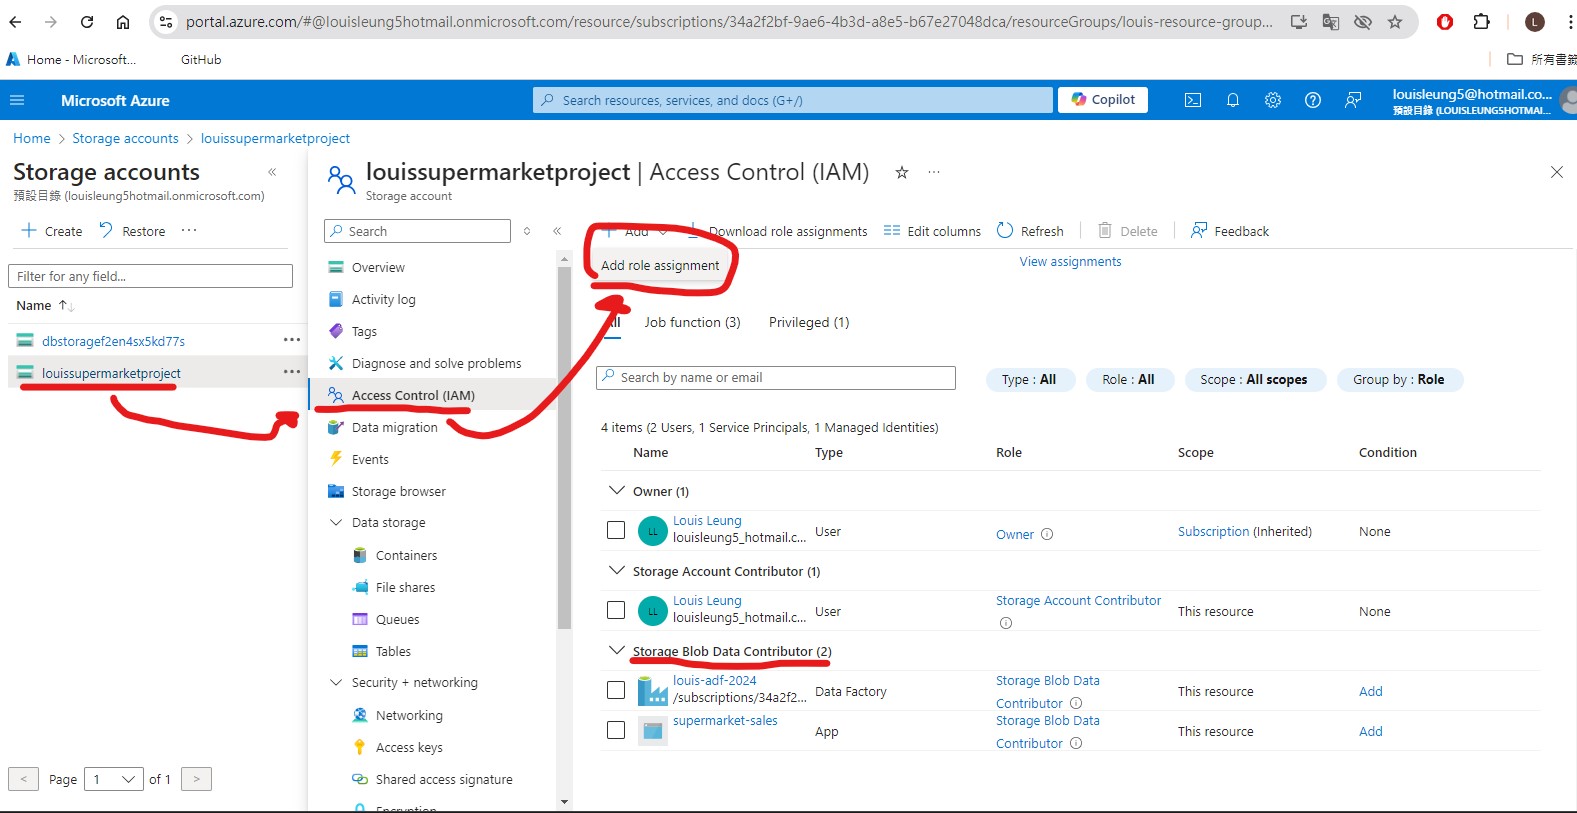 portal.azure.com/#@louisleung5hotmail.onmicrosoft.com/resource/subscriptions/34a2f2bf-9ae6-4b3d-a8e5-b67e27048dca/resourceGroups/louis-resource-group...
L
Home - Microsoft...
GitHub
所有書籤
Microsoft Azure
Search resources, services, and docs (G+/)
Copilot
louisleung5@hotmail.co...
預設目錄 (LOUISLEUNG5HOTMAI...
Home > Storage accounts > louissupermarketproject
Storage accounts
預設目錄 (louisleung5hotmail.onmicrosoft.com)
Create Restore ...
Filter for any field...
Name
dbstoragef2en4sx5kd77s
louissupermarketproject
< Page 1 of 1 >
louissupermarketproject | Access Control (IAM)
Storage account
Search
Overview
Activity log
Tags
Diagnose and solve problems
Access Control (IAM)
Data migration
Events
Storage browser
Data storage
Containers
File shares
Queues
Tables
Security + networking
Networking
Access keys
Shared access signature
Encryption
Add Download role assignments Edit columns Refresh Delete Feedback
Add role assignment
View assignments
All Job function (3) Privileged (1)
Search by name or email
Type : All Role : All Scope : All scopes Group by : Role
4 items (2 Users, 1 Service Principals, 1 Managed Identities)
Name Type Role Scope Condition
Owner (1)
LL Louis Leung
louisleung5_hotmail.c... User Owner Subscription (Inherited) None
Storage Account Contributor (1)
LL Louis Leung Storage Account Contributor
louisleung5_hotmail.c... User This resource None
Storage Blob Data Contributor (2)
louis-adf-2024 Storage Blob Data
/subscriptions/34a2f2... Data Factory Contributor This resource Add
supermarket-sales Storage Blob Data
App Contributor This resource Add